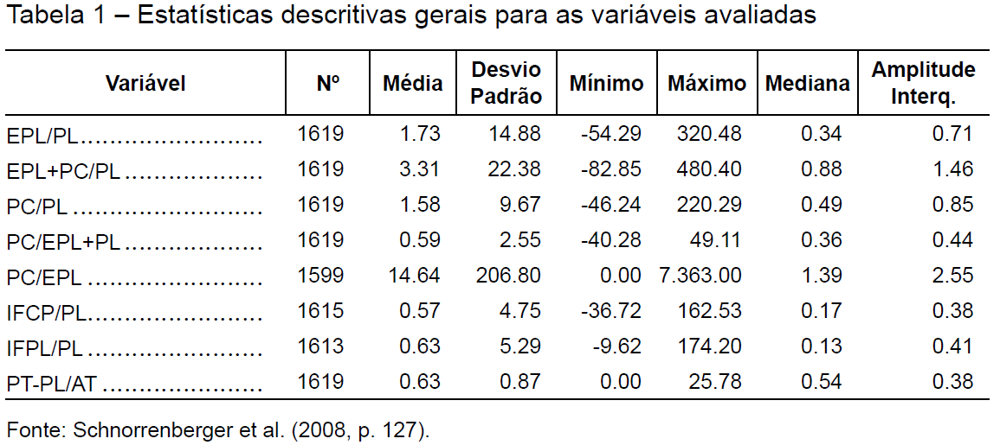 Tabela 1 – Estatísticas descritivas gerais para as variáveis avaliadas
Variável Nº Média Desvio Padrão Mínimo Máximo Mediana Amplitude Interq.
EPL/PL........................ 1619 1.73 14.88 -54.29 320.48 0.34 0.71
EPL+PC/PL ................... 1619 3.31 22.38 -82.85 480.40 0.88 1.46
PC/PL .......................... 1619 1.58 9.67 -46.24 220.29 0.49 0.85
PC/EPL+PL ................... 1619 0.59 2.55 -40.28 49.11 0.36 0.44
PC/EPL ........................ 1599 14.64 206.80 0.00 7.363.00 1.39 2.55
IFCP/PL........................ 1615 0.57 4.75 -36.72 162.53 0.17 0.38
IFPL/PL ........................ 1613 0.63 5.29 -9.62 174.20 0.13 0.41
PT-PL/AT ...................... 1619 0.63 0.87 0.00 25.78 0.54 0.38
Fonte: Schnorrenberger et al. (2008, p. 127).